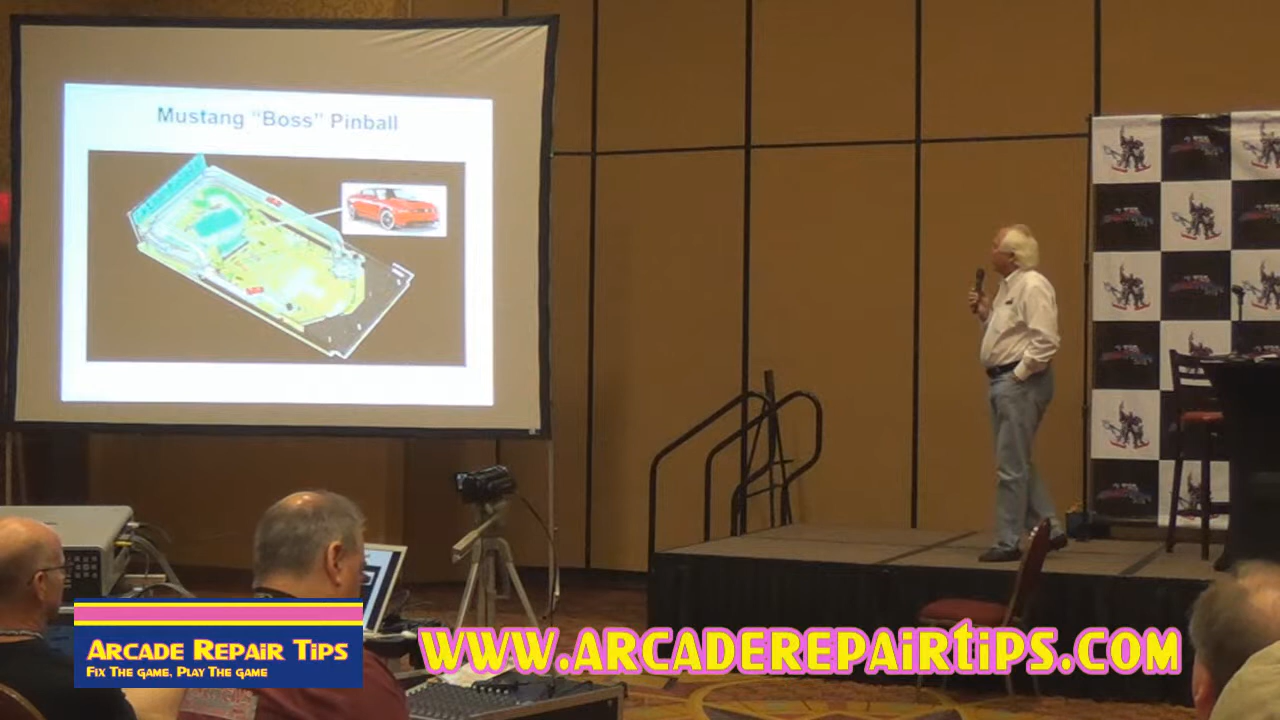 Mustang "Boss" Pinball
Arcade Repair Tips
Fix The Game, Play The Game
www.arcaderepairtips.com